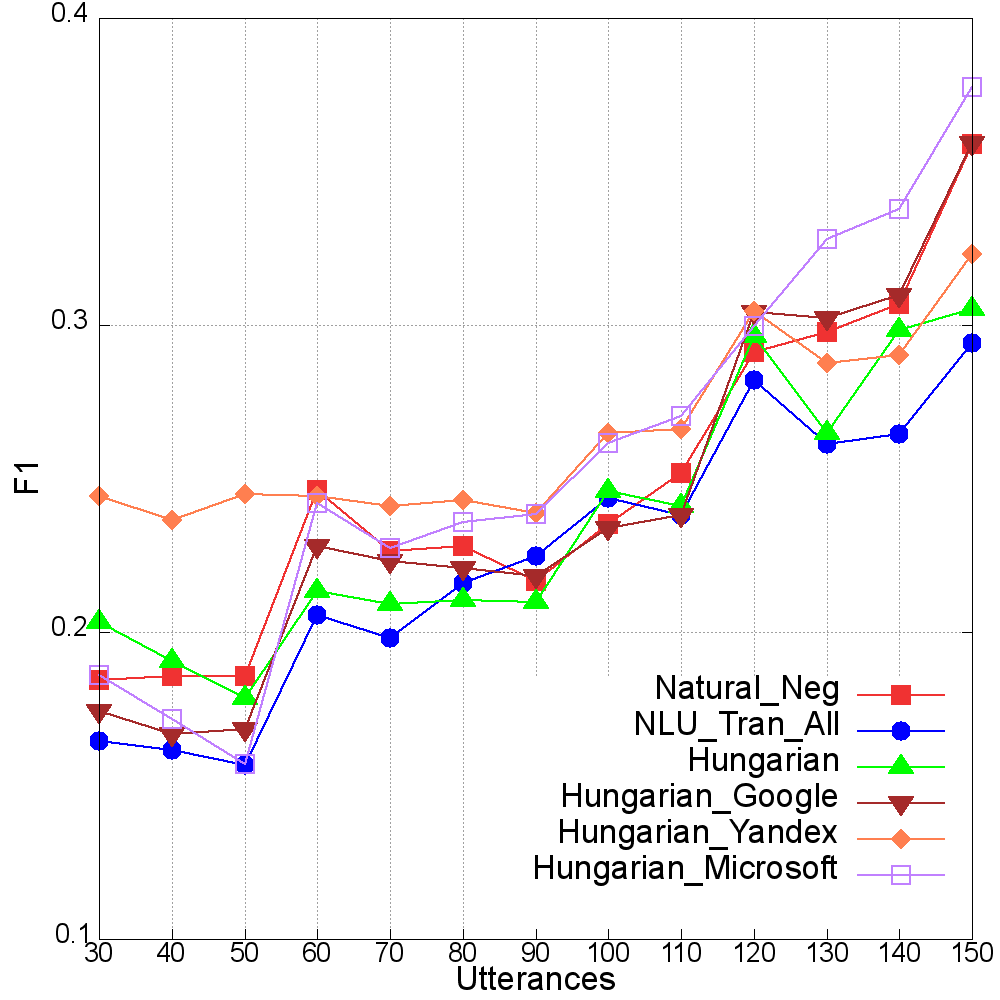 0.4
0.3
0.2
0.1
F1
Natural_Neg
NLU_Tran_All
Hungarian
Hungarian_Google
Hungarian_Yandex
Hungarian_Microsoft
30 40 50 60 70 80 90 100 110 120 130 140 150
Utterances